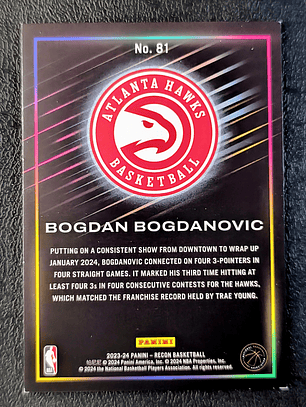 No. 81
ATLANTA HAWKS
BASKETBALL
BOGDAN BOGDANOVIC
PUTTING ON A CONSISTENT SHOW FROM DOWNTOWN TO WRAP UP
JANUARY 2024, BOGDANOVIC CONNECTED ON FOUR 3-POINTERS IN
FOUR STRAIGHT GAMES. IT MARKED HIS THIRD TIME HITTING AT
LEAST FOUR 3s IN FOUR CONSECUTIVE CONTESTS FOR THE HAWKS,
WHICH MATCHED THE FRANCHISE RECORD HELD BY TRAE YOUNG.
PANINI
2023-24 PANINI – RECON BASKETBALL
© 2024 Panini America, Inc. © 2024 NBA Properties, Inc.
© 2024 the National Basketball Players Association. All rights reserved.
NBA